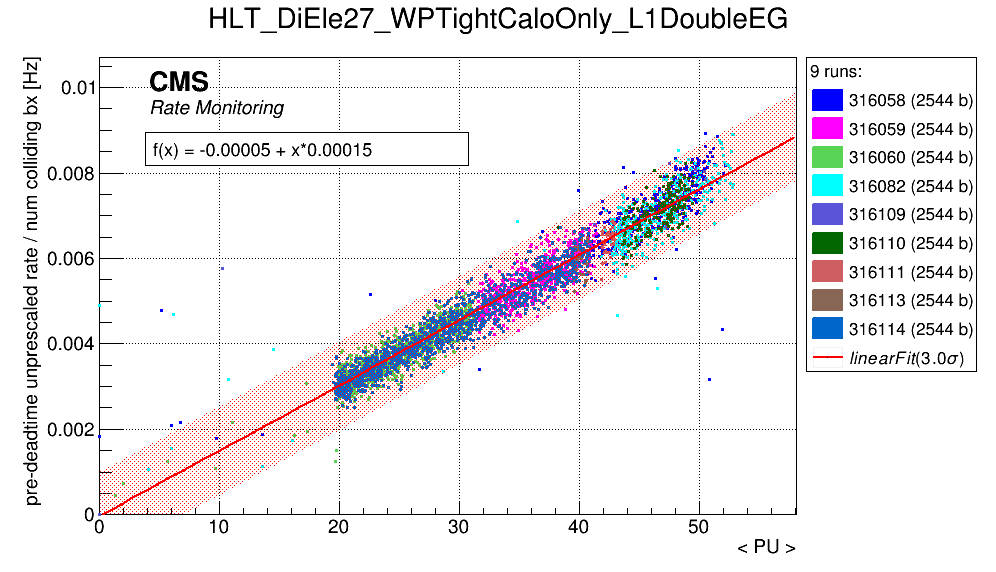 HLT_DiEle27_WPTightCaloOnly_L1DoubleEG
pre-deadtime unprescaled rate / num colliding bx [Hz]
0.01
0.008
0.006
0.004
0.002
0
CMS
Rate Monitoring
f(x) = -0.00005 + x*0.00015
0 10 20 30 40 50
< PU >
9 runs:
316058 (2544 b)
316059 (2544 b)
316060 (2544 b)
316082 (2544 b)
316109 (2544 b)
316110 (2544 b)
316111 (2544 b)
316113 (2544 b)
316114 (2544 b)
linearFit(3.0σ)